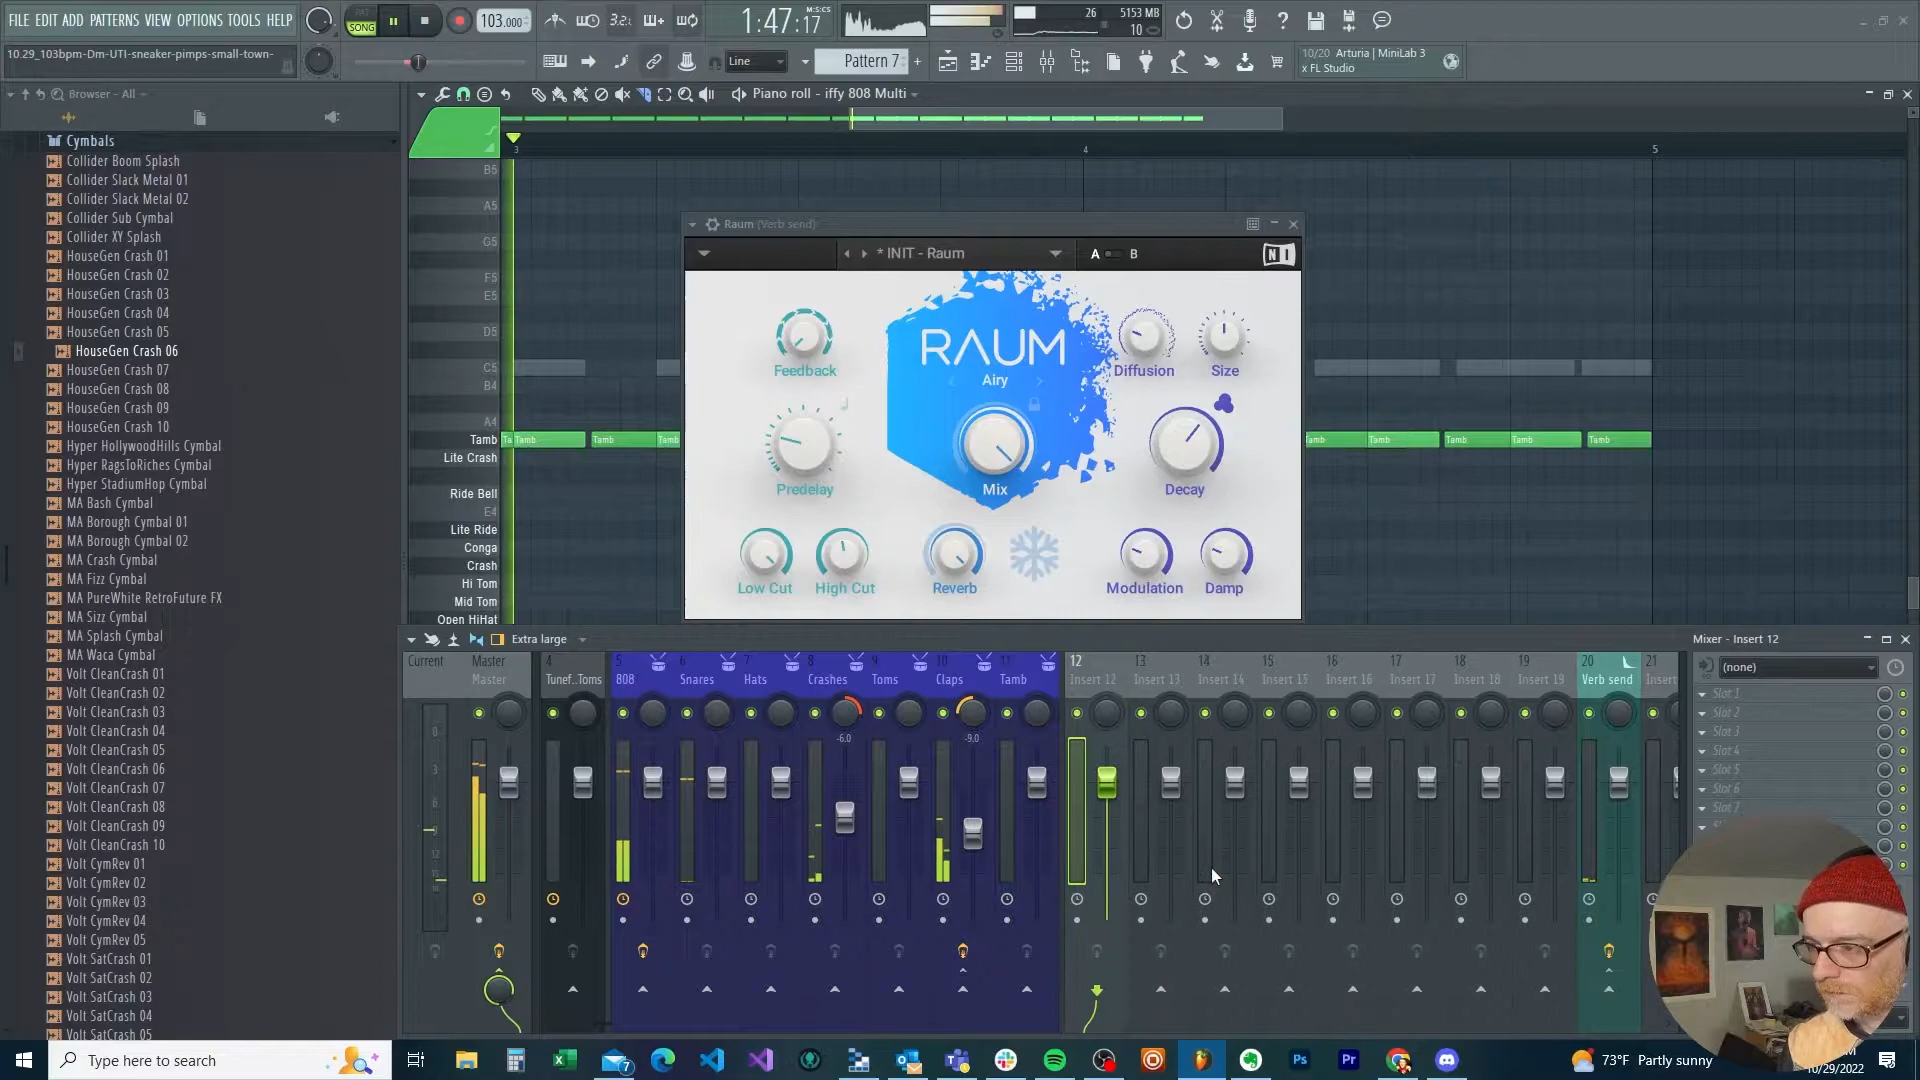 FILE EDIT ADD PATTERNS VIEW OPTIONS TOOLS HELP
SONG
103.000
3.2
1:47:17
M:S:CS
26
5153 MB
10
10.29_103bpm-Dm-UTI-sneaker-pimps-small-town-
Line
Pattern 7
10/20 Arturia | MiniLab 3
x FL Studio
Browser - All
Piano roll - iffy 808 Multi
Cymbals
Collider Boom Splash
Collider Slack Metal 01
Collider Slack Metal 02
Collider Sub Cymbal
Collider XY Splash
HouseGen Crash 01
HouseGen Crash 02
HouseGen Crash 03
HouseGen Crash 04
HouseGen Crash 05
HouseGen Crash 06
HouseGen Crash 07
HouseGen Crash 08
HouseGen Crash 09
HouseGen Crash 10
Hyper HollywoodHills Cymbal
Hyper RagsToRiches Cymbal
Hyper StadiumHop Cymbal
MA Bash Cymbal
MA Borough Cymbal 01
MA Borough Cymbal 02
MA Crash Cymbal
MA Fizz Cymbal
MA PureWhite RetroFuture FX
MA Sizz Cymbal
MA Splash Cymbal
MA Waca Cymbal
Volt CleanCrash 01
Volt CleanCrash 02
Volt CleanCrash 03
Volt CleanCrash 04
Volt CleanCrash 05
Volt CleanCrash 06
Volt CleanCrash 07
Volt CleanCrash 08
Volt CleanCrash 09
Volt CleanCrash 10
Volt CymRev 01
Volt CymRev 02
Volt CymRev 03
Volt CymRev 04
Volt CymRev 05
Volt SatCrash 01
Volt SatCrash 02
Volt SatCrash 03
Volt SatCrash 04
Volt SatCrash 05
3
4
5
B5
A5
G5
F5
E5
D5
C5
B4
A4
Tamb
Lite Crash
Ride Bell
E4
Lite Ride
Conga
Crash
Hi Tom
Mid Tom
Open HiHat
Ta Tamb
Tamb
Tamb
Tamb
Tamb
Tamb
Tamb
Tamb
Raum (Verb send)
* INIT - Raum
A
B
NI
RAUM
Airy
Feedback
Diffusion
Size
Predelay
Mix
Decay
Low Cut
High Cut
Reverb
Modulation
Damp
Extra large
Mixer - Insert 12
Current
Master
Master
4
Tunef..Toms
5
808
6
Snares
7
Hats
8
Crashes
9
Toms
10
Claps
11
Tamb
12
Insert 12
13
Insert 13
14
Insert 14
15
Insert 15
16
Insert 16
17
Insert 17
18
Insert 18
19
Insert 19
20
Verb send
21
Insert
-6.0
-9.0
(none)
Slot 1
Slot 2
Slot 3
Slot 4
Slot 5
Slot 6
Slot 7
Type here to search
7
Ps
Pr
73°F Partly sunny
10/29/2022